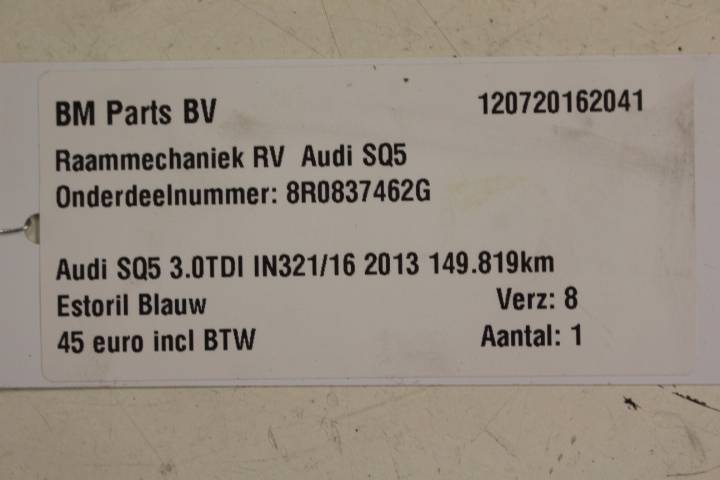 BM Parts BV 120720162041
Raammechaniek RV Audi SQ5
Onderdeelnummer: 8R0837462G
Audi SQ5 3.0TDI IN321/16 2013 149.819km
Estoril Blauw Verz: 8
45 euro incl BTW Aantal: 1